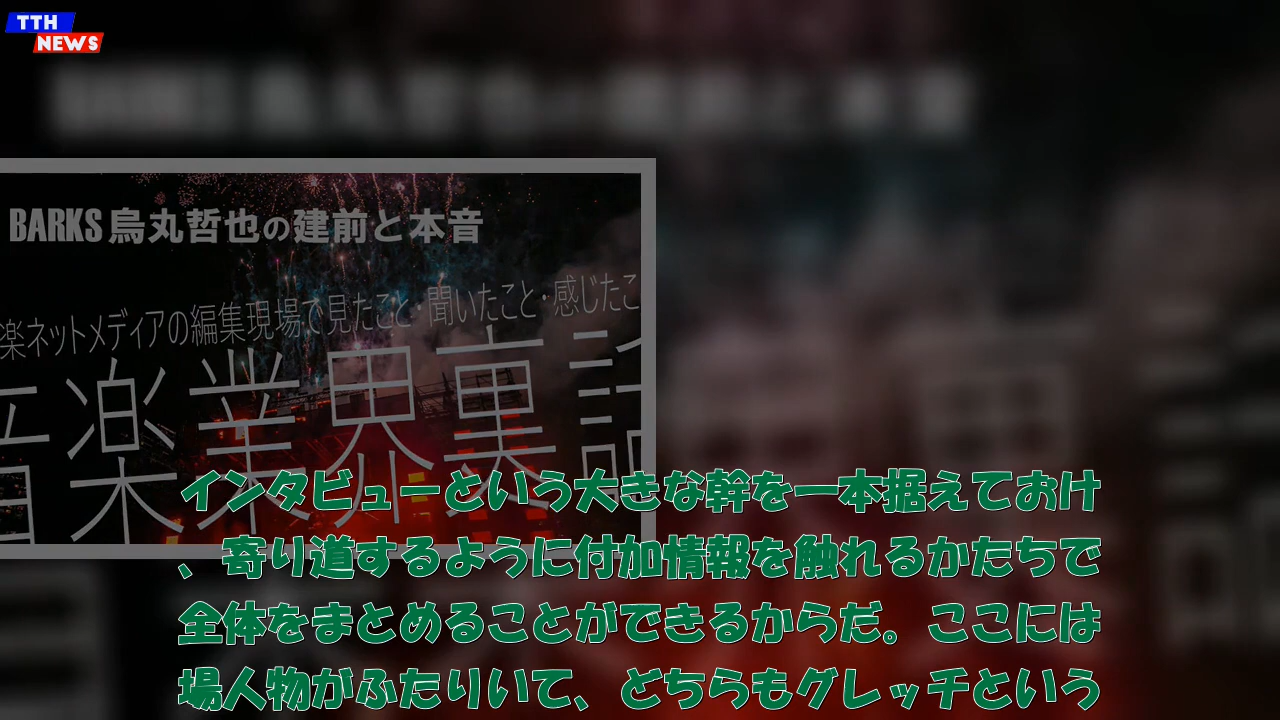 TTH
NEWS
BARKS 烏丸哲也の建前と本音
楽ネットメディアの編集現場で見たこと・聞いたこと・感じたこ
音楽業界裏話
インタビューという大きな幹を一本据えておけ
、寄り道するように付加情報を触れるかたちで
全体をまとめることができるからだ。ここには
場人物がふたりいて、どちらもグレッチという